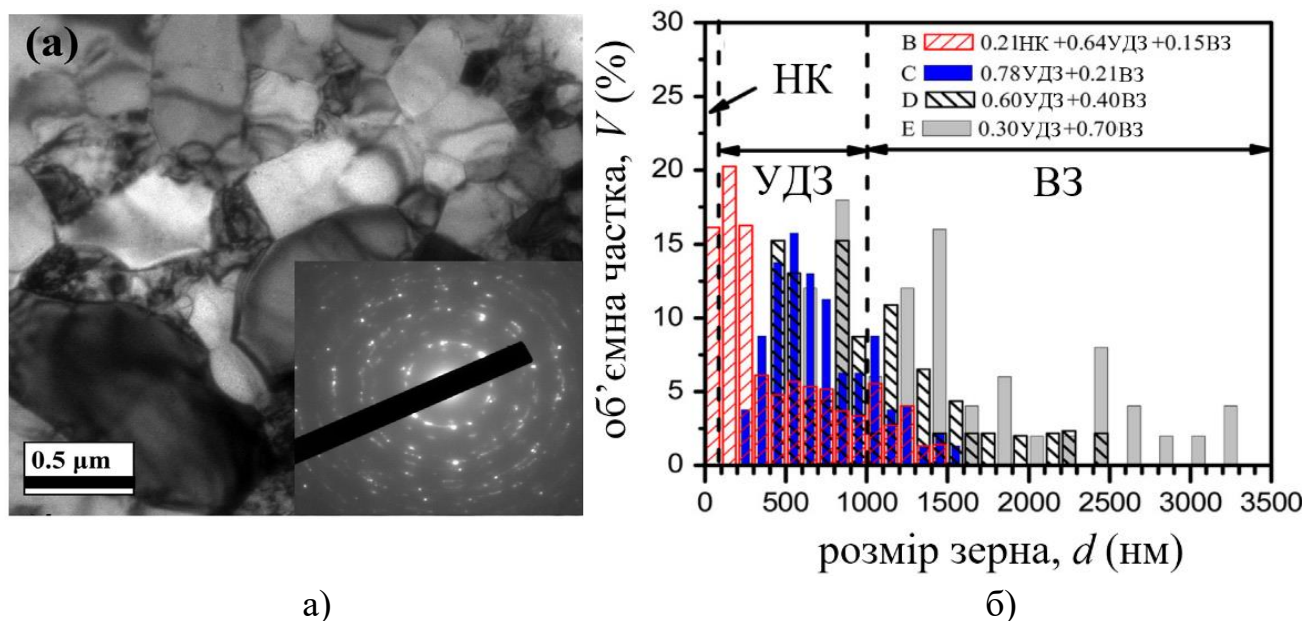 (a)
0.5 µm
об’ємна частка, V (%)
30
25
20
15
10
5
0
B 0.21НК +0.64УДЗ+0.15ВЗ
C 0.78УДЗ+0.21ВЗ
D 0.60УДЗ+0.40ВЗ
E 0.30УДЗ+0.70ВЗ
НК
УДЗ
ВЗ
0 500 1000 1500 2000 2500 3000 3500
розмір зерна, d (нм)
а)
б)